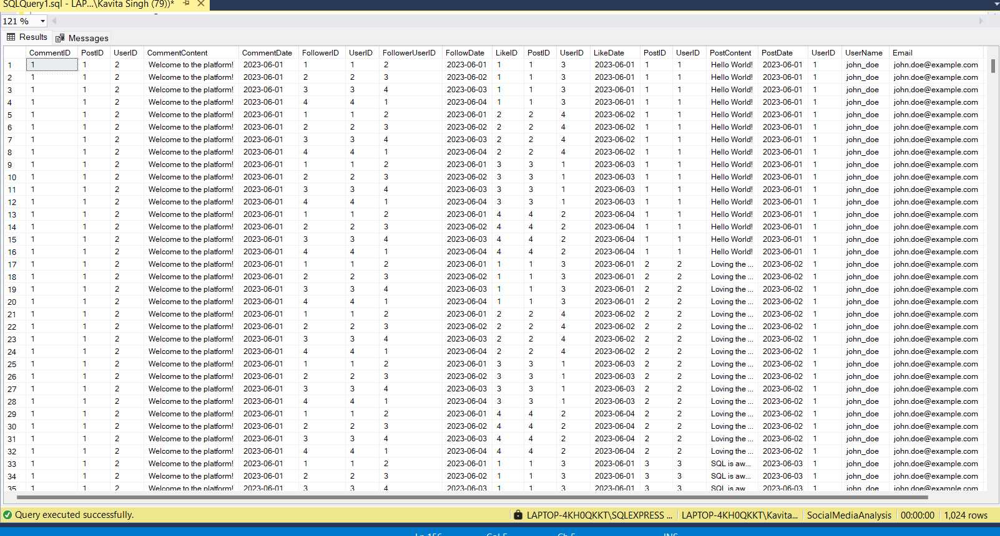 SQLQuery1.sql - LAP...\Kavita Singh (79))*
121 %
Results Messages
CommentID PostID UserID CommentContent CommentDate FollowerID UserID FollowerUserID FollowDate LikeID PostID UserID LikeDate PostID UserID PostContent PostDate UserID UserName Email
1 1 1 2 Welcome to the platform! 2023-06-01 1 1 2 2023-06-01 1 1 3 2023-06-01 1 1 Hello World! 2023-06-01 1 john_doe john.doe@example.com
2 1 1 2 Welcome to the platform! 2023-06-01 2 2 3 2023-06-02 1 1 3 2023-06-01 1 1 Hello World! 2023-06-01 1 john_doe john.doe@example.com
3 1 1 2 Welcome to the platform! 2023-06-01 3 3 4 2023-06-03 1 1 3 2023-06-01 1 1 Hello World! 2023-06-01 1 john_doe john.doe@example.com
4 1 1 2 Welcome to the platform! 2023-06-01 4 4 1 2023-06-04 1 1 3 2023-06-01 1 1 Hello World! 2023-06-01 1 john_doe john.doe@example.com
5 1 1 2 Welcome to the platform! 2023-06-01 1 1 2 2023-06-01 2 2 4 2023-06-02 1 1 Hello World! 2023-06-01 1 john_doe john.doe@example.com
6 1 1 2 Welcome to the platform! 2023-06-01 2 2 3 2023-06-02 2 2 4 2023-06-02 1 1 Hello World! 2023-06-01 1 john_doe john.doe@example.com
7 1 1 2 Welcome to the platform! 2023-06-01 3 3 4 2023-06-03 2 2 4 2023-06-02 1 1 Hello World! 2023-06-01 1 john_doe john.doe@example.com
8 1 1 2 Welcome to the platform! 2023-06-01 4 4 1 2023-06-04 2 2 4 2023-06-02 1 1 Hello World! 2023-06-01 1 john_doe john.doe@example.com
9 1 1 2 Welcome to the platform! 2023-06-01 1 1 2 2023-06-01 3 3 1 2023-06-03 1 1 Hello World! 2023-06-01 1 john_doe john.doe@example.com
10 1 1 2 Welcome to the platform! 2023-06-01 2 2 3 2023-06-02 3 3 1 2023-06-03 1 1 Hello World! 2023-06-01 1 john_doe john.doe@example.com
11 1 1 2 Welcome to the platform! 2023-06-01 3 3 4 2023-06-03 3 3 1 2023-06-03 1 1 Hello World! 2023-06-01 1 john_doe john.doe@example.com
12 1 1 2 Welcome to the platform! 2023-06-01 4 4 1 2023-06-04 3 3 1 2023-06-03 1 1 Hello World! 2023-06-01 1 john_doe john.doe@example.com
13 1 1 2 Welcome to the platform! 2023-06-01 1 1 2 2023-06-01 4 4 2 2023-06-04 1 1 Hello World! 2023-06-01 1 john_doe john.doe@example.com
14 1 1 2 Welcome to the platform! 2023-06-01 2 2 3 2023-06-02 4 4 2 2023-06-04 1 1 Hello World! 2023-06-01 1 john_doe john.doe@example.com
15 1 1 2 Welcome to the platform! 2023-06-01 3 3 4 2023-06-03 4 4 2 2023-06-04 1 1 Hello World! 2023-06-01 1 john_doe john.doe@example.com
16 1 1 2 Welcome to the platform! 2023-06-01 4 4 1 2023-06-04 4 4 2 2023-06-04 1 1 Hello World! 2023-06-01 1 john_doe john.doe@example.com
17 1 1 2 Welcome to the platform! 2023-06-01 1 1 2 2023-06-01 1 1 3 2023-06-01 2 2 Loving the ... 2023-06-02 1 john_doe john.doe@example.com
18 1 1 2 Welcome to the platform! 2023-06-01 2 2 3 2023-06-02 1 1 3 2023-06-01 2 2 Loving the ... 2023-06-02 1 john_doe john.doe@example.com
19 1 1 2 Welcome to the platform! 2023-06-01 3 3 4 2023-06-03 1 1 3 2023-06-01 2 2 Loving the ... 2023-06-02 1 john_doe john.doe@example.com
20 1 1 2 Welcome to the platform! 2023-06-01 4 4 1 2023-06-04 1 1 3 2023-06-01 2 2 Loving the ... 2023-06-02 1 john_doe john.doe@example.com
21 1 1 2 Welcome to the platform! 2023-06-01 1 1 2 2023-06-01 2 2 4 2023-06-02 2 2 Loving the ... 2023-06-02 1 john_doe john.doe@example.com
22 1 1 2 Welcome to the platform! 2023-06-01 2 2 3 2023-06-02 2 2 4 2023-06-02 2 2 Loving the ... 2023-06-02 1 john_doe john.doe@example.com
23 1 1 2 Welcome to the platform! 2023-06-01 3 3 4 2023-06-03 2 2 4 2023-06-02 2 2 Loving the ... 2023-06-02 1 john_doe john.doe@example.com
24 1 1 2 Welcome to the platform! 2023-06-01 4 4 1 2023-06-04 2 2 4 2023-06-02 2 2 Loving the ... 2023-06-02 1 john_doe john.doe@example.com
25 1 1 2 Welcome to the platform! 2023-06-01 1 1 2 2023-06-01 3 3 1 2023-06-03 2 2 Loving the ... 2023-06-02 1 john_doe john.doe@example.com
26 1 1 2 Welcome to the platform! 2023-06-01 2 2 3 2023-06-02 3 3 1 2023-06-03 2 2 Loving the ... 2023-06-02 1 john_doe john.doe@example.com
27 1 1 2 Welcome to the platform! 2023-06-01 3 3 4 2023-06-03 3 3 1 2023-06-03 2 2 Loving the ... 2023-06-02 1 john_doe john.doe@example.com
28 1 1 2 Welcome to the platform! 2023-06-01 4 4 1 2023-06-04 3 3 1 2023-06-03 2 2 Loving the ... 2023-06-02 1 john_doe john.doe@example.com
29 1 1 2 Welcome to the platform! 2023-06-01 1 1 2 2023-06-01 4 4 2 2023-06-04 2 2 Loving the ... 2023-06-02 1 john_doe john.doe@example.com
30 1 1 2 Welcome to the platform! 2023-06-01 2 2 3 2023-06-02 4 4 2 2023-06-04 2 2 Loving the ... 2023-06-02 1 john_doe john.doe@example.com
31 1 1 2 Welcome to the platform! 2023-06-01 3 3 4 2023-06-03 4 4 2 2023-06-04 2 2 Loving the ... 2023-06-02 1 john_doe john.doe@example.com
32 1 1 2 Welcome to the platform! 2023-06-01 4 4 1 2023-06-04 4 4 2 2023-06-04 2 2 Loving the ... 2023-06-02 1 john_doe john.doe@example.com
33 1 1 2 Welcome to the platform! 2023-06-01 1 1 2 2023-06-01 1 1 3 2023-06-01 3 3 SQL is aw... 2023-06-03 1 john_doe john.doe@example.com
34 1 1 2 Welcome to the platform! 2023-06-01 2 2 3 2023-06-02 1 1 3 2023-06-01 3 3 SQL is aw... 2023-06-03 1 john_doe john.doe@example.com
35 1 1 2 Welcome to the platform! 2023-06-01 3 3 4 2023-06-03 1 1 3 2023-06-01 3 3 SQL is aw 2023-06-03 1 john_doe john.doe@example.com
Query executed successfully. LAPTOP-4KH0QKKT\SQLEXPRESS ... LAPTOP-4KH0QKKT\Kavita... SocialMediaAnalysis 00:00:00 1,024 rows
Ln 156 Col 5 Ch 5 INS